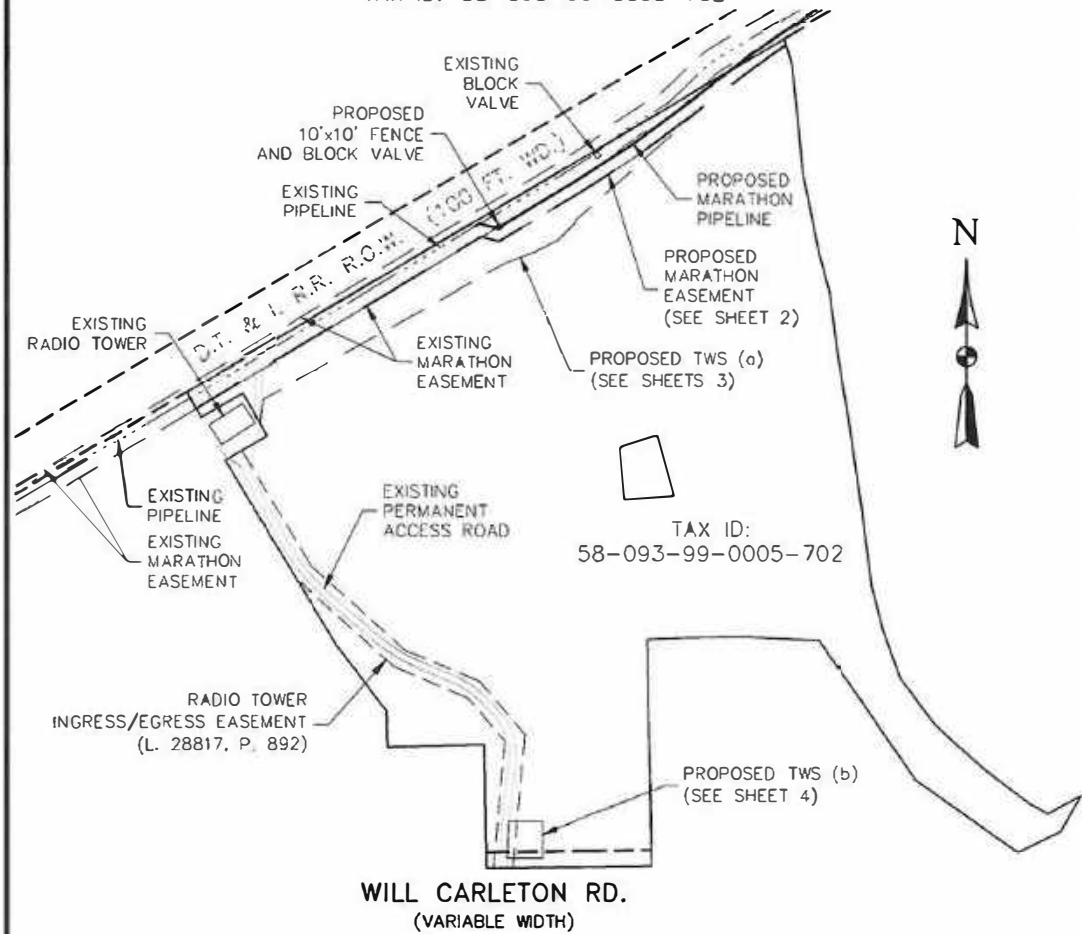 EXISTING
BLOCK
VALVE
PROPOSED
10'x10' FENCE
AND BLOCK VALVE
EXISTING
PIPELINE
D.T. & I. R.R. R.O.W. (100 FT. WD.)
PROPOSED
MARATHON
PIPELINE
N
PROPOSED
MARATHON
EASEMENT
(SEE SHEET 2)
EXISTING
RADIO TOWER
EXISTING
MARATHON
EASEMENT
PROPOSED TWS (a)
(SEE SHEETS 3)
EXISTING
PIPELINE
EXISTING
MARATHON
EASEMENT
EXISTING
PERMANENT
ACCESS ROAD
TAX ID:
58-093-99-0005-702
RADIO TOWER
INGRESS/EGRESS EASEMENT
(L. 28817, P. 892)
PROPOSED TWS (b)
(SEE SHEET 4)
WILL CARLETON RD.
(VARIABLE WIDTH)